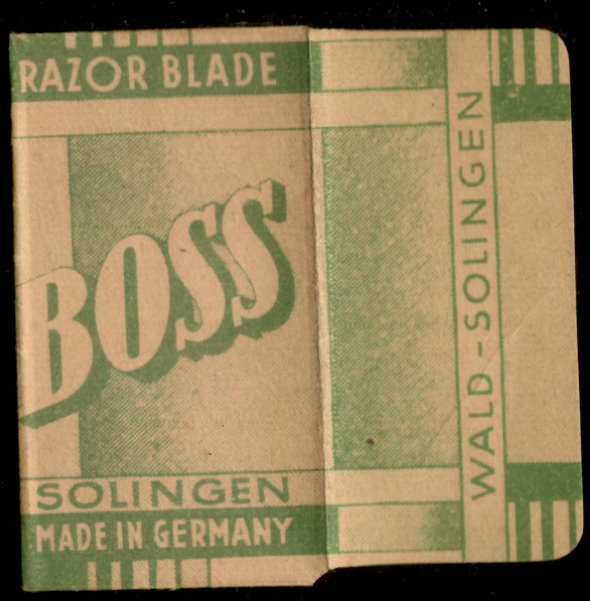 RAZOR BLADE
BOSS
SOLINGEN
MADE IN GERMANY
WALD-SOLINGEN